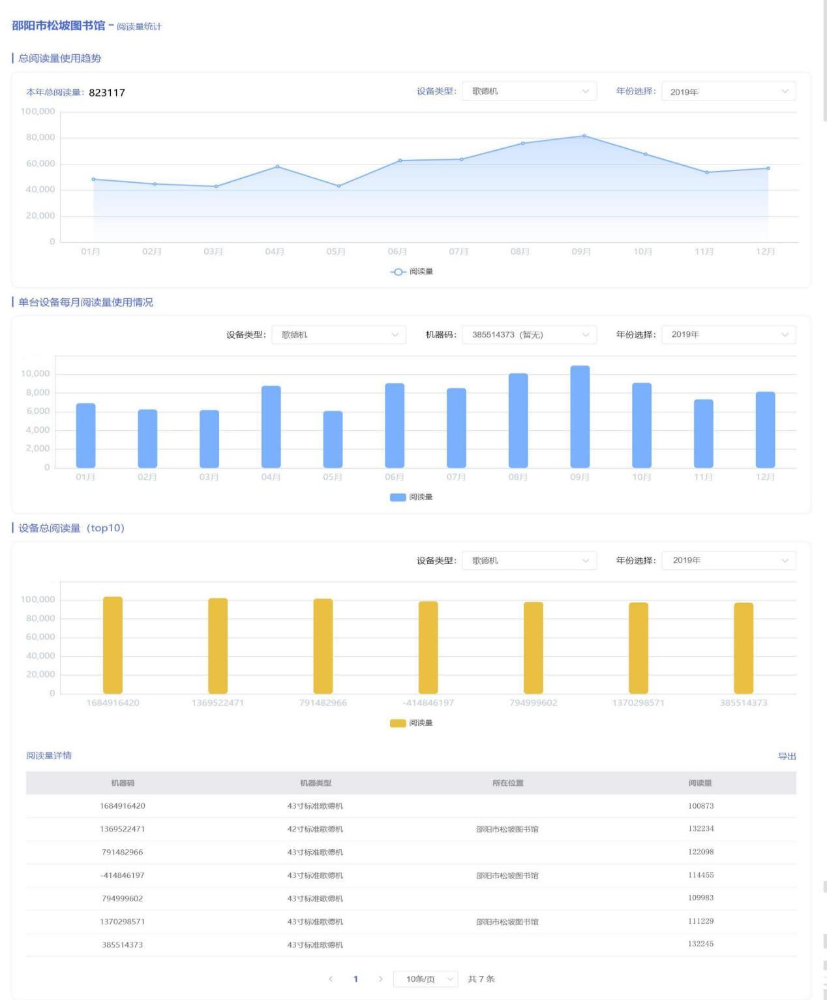 邵阳市松坡图书馆 - 阅读量统计
总阅读量使用趋势
本年总阅读量: 823117 设备类型: 歌德机 年份选择: 2019年
100,000
80,000
60,000
40,000
20,000
0
01月 02月 03月 04月 05月 06月 07月 08月 09月 10月 11月 12月
阅读量
单台设备每月阅读量使用情况
设备类型: 歌德机 机器码: 385514373 (暂无) 年份选择: 2019年
10,000
8,000
6,000
4,000
2,000
0
01月 02月 03月 04月 05月 06月 07月 08月 09月 10月 11月 12月
阅读量
设备总阅读量（top10）
设备类型: 歌德机 年份选择: 2019年
100,000
80,000
60,000
40,000
20,000
0
1684916420 1369522471 791482966 -414846197 794999602 1370298571 385514373
阅读量
阅读量详情 导出
机器码 机器类型 所在位置 阅读量
1684916420 43寸标准歌德机 100873
1369522471 42寸标准歌德机 邵阳市松坡图书馆 132234
791482966 43寸标准歌德机 122098
-414846197 43寸标准歌德机 邵阳市松坡图书馆 114455
794999602 43寸标准歌德机 109983
1370298571 43寸标准歌德机 邵阳市松坡图书馆 111229
385514373 43寸标准歌德机 132245
< 1 > 10条/页 共 7 条